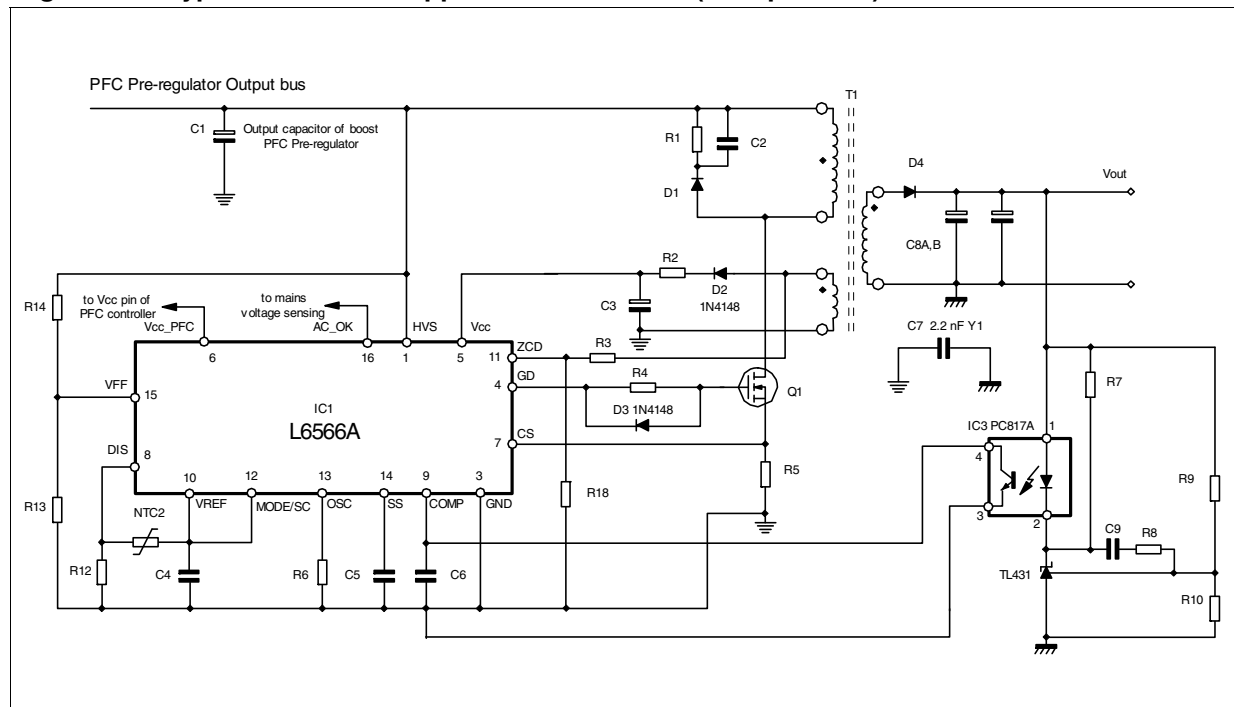 PFC Pre-regulator Output bus
C1
Output capacitor of boost
PFC Pre-regulator
R1
C2
D1
T1
D4
Vout
C8A,B
R2
D2
1N4148
C3
C7 2.2 nF Y1
R14
to Vcc pin of
PFC controller
Vcc_PFC
to mains
voltage sensing
AC_OK
HVS
Vcc
6
16
1
5
11
ZCD
R3
4
GD
R4
D3 1N4148
Q1
VFF
15
IC1
L6566A
7
CS
DIS
8
10
12
13
14
9
3
VREF
MODE/SC
OSC
SS
COMP
GND
R13
NTC2
R12
C4
R6
C5
C6
R18
R5
R7
IC3 PC817A
1
4
3
2
R9
C9
R8
TL431
R10